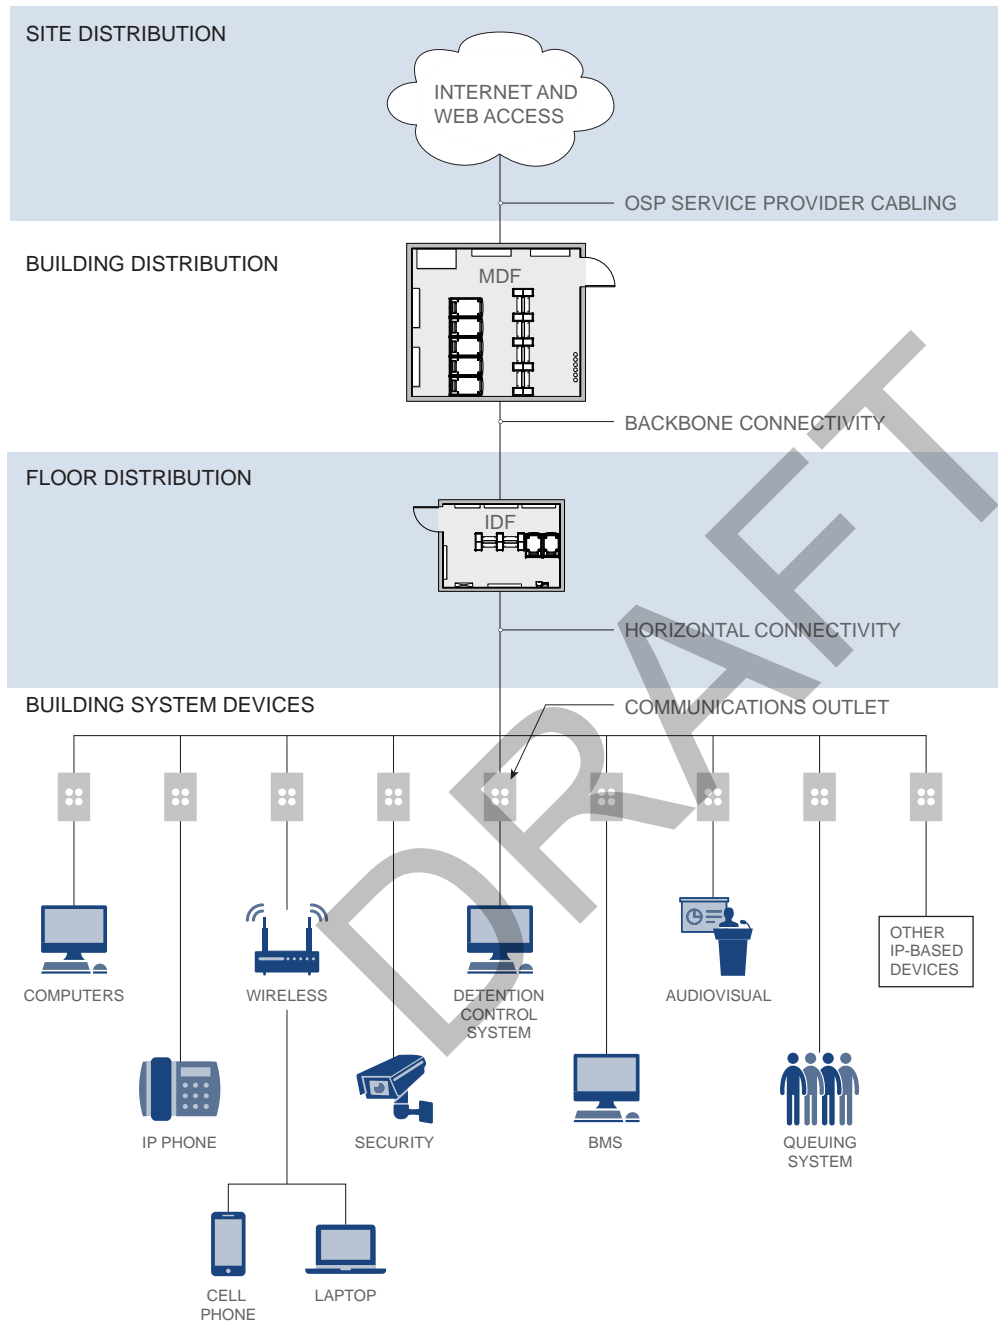 SITE DISTRIBUTION
INTERNET AND
WEB ACCESS
OSP SERVICE PROVIDER CABLING
BUILDING DISTRIBUTION
MDF
BACKBONE CONNECTIVITY
FLOOR DISTRIBUTION
IDF
HORIZONTAL CONNECTIVITY
BUILDING SYSTEM DEVICES
COMMUNICATIONS OUTLET
COMPUTERS
WIRELESS
DETENTION
CONTROL
SYSTEM
AUDIOVISUAL
OTHER
IP-BASED
DEVICES
IP PHONE
SECURITY
BMS
QUEUING
SYSTEM
CELL
PHONE
LAPTOP
DRAFT